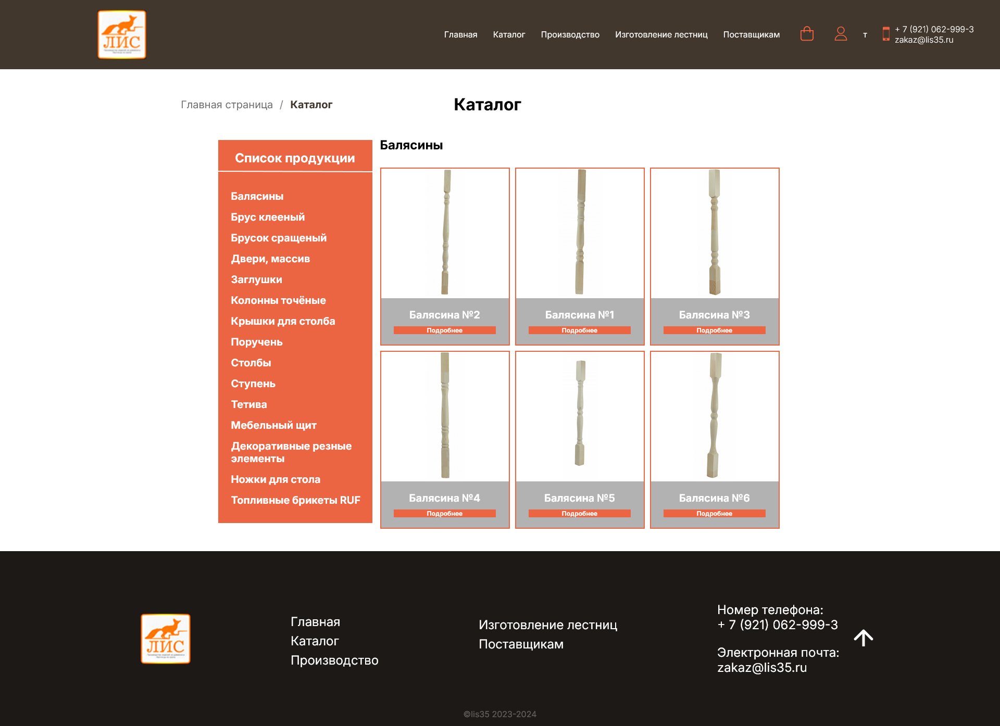 ЛИС
Главная
Каталог
Производство
Изготовление лестниц
Поставщикам
т
+ 7 (921) 062-999-3
zakaz@lis35.ru
Главная страница / Каталог
Каталог
Список продукции
Балясины
Брус клееный
Брусок сращеный
Двери, массив
Заглушки
Колонны точёные
Крышки для столба
Поручень
Столбы
Ступень
Тетива
Мебельный щит
Декоративные резные
элементы
Ножки для стола
Топливные брикеты RUF
Балясины
Балясина №2
Подробнее
Балясина №1
Подробнее
Балясина №3
Подробнее
Балясина №4
Подробнее
Балясина №5
Подробнее
Балясина №6
Подробнее
ЛИС
Главная
Каталог
Производство
Изготовление лестниц
Поставщикам
Номер телефона:
+ 7 (921) 062-999-3
Электронная почта:
zakaz@lis35.ru
©lis35 2023-2024